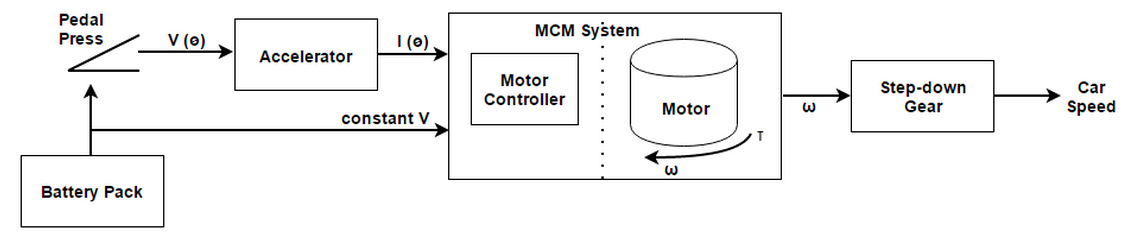 Pedal
Press
V (ɵ)
Accelerator
I (ɵ)
MCM System
Motor
Controller
Motor
T
ω
constant V
Battery Pack
ω
Step-down
Gear
Car
Speed